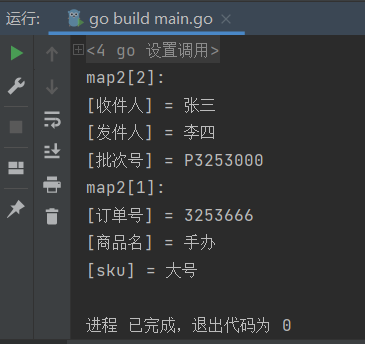 运行: go build main.go
<4 go 设置调用>
map2[2]:
[收件人] = 张三
[发件人] = 李四
[批次号] = P3253000
map2[1]:
[订单号] = 3253666
[商品名] = 手办
[sku] = 大号
进程 已完成，退出代码为 0